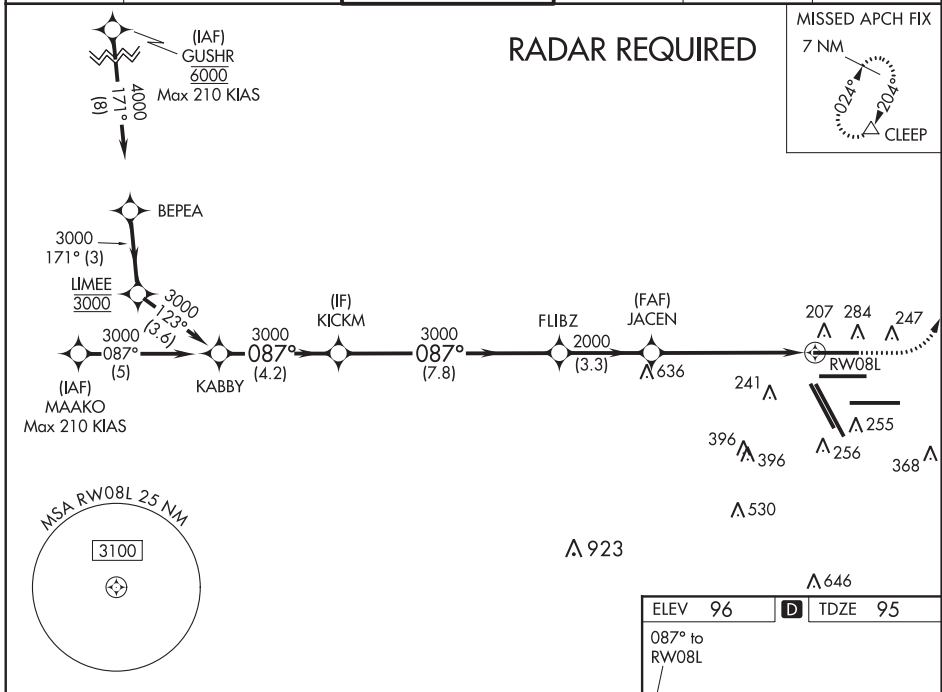 (IAF)
GUSHR
6000
Max 210 KIAS
RADAR REQUIRED
MISSED APCH FIX
7 NM
024°
204°
CLEEP
4000
171°
(8)
BEPEA
3000
171° (3)
LIMEE
3000
3000
123°
(3.6)
(IAF)
MAAKO
Max 210 KIAS
3000
087°
(5)
KABBY
3000
087°
(4.2)
(IF)
KICKM
3000
087°
(7.8)
FLIBZ
2000
(3.3)
(FAF)
JACEN
636
207
284
247
RW08L
241
255
256
396
396
368
530
923
646
MSA RW08L 25 NM
3100
ELEV 96
D
TDZE 95
087° to
RW08L